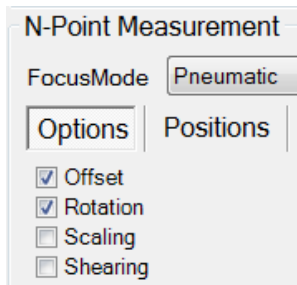 N-Point Measurement
FocusMode Pneumatic
Options Positions
Offset
Rotation
Scaling
Shearing